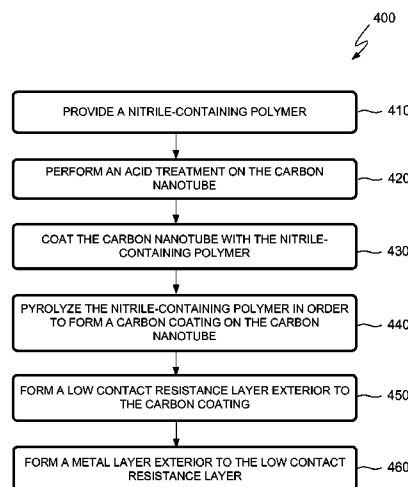 400
PROVIDE A NITRILE-CONTAINING POLYMER
410
PERFORM AN ACID TREATMENT ON THE CARBON
NANOTUBE
420
COAT THE CARBON NANOTUBE WITH THE NITRILE-
CONTAINING POLYMER
430
PYROLYZE THE NITRILE-CONTAINING POLYMER IN ORDER
TO FORM A CARBON COATING ON THE CARBON
NANOTUBE
440
FORM A LOW CONTACT RESISTANCE LAYER EXTERIOR TO
THE CARBON COATING
450
FORM A METAL LAYER EXTERIOR TO THE LOW CONTACT
RESISTANCE LAYER
460